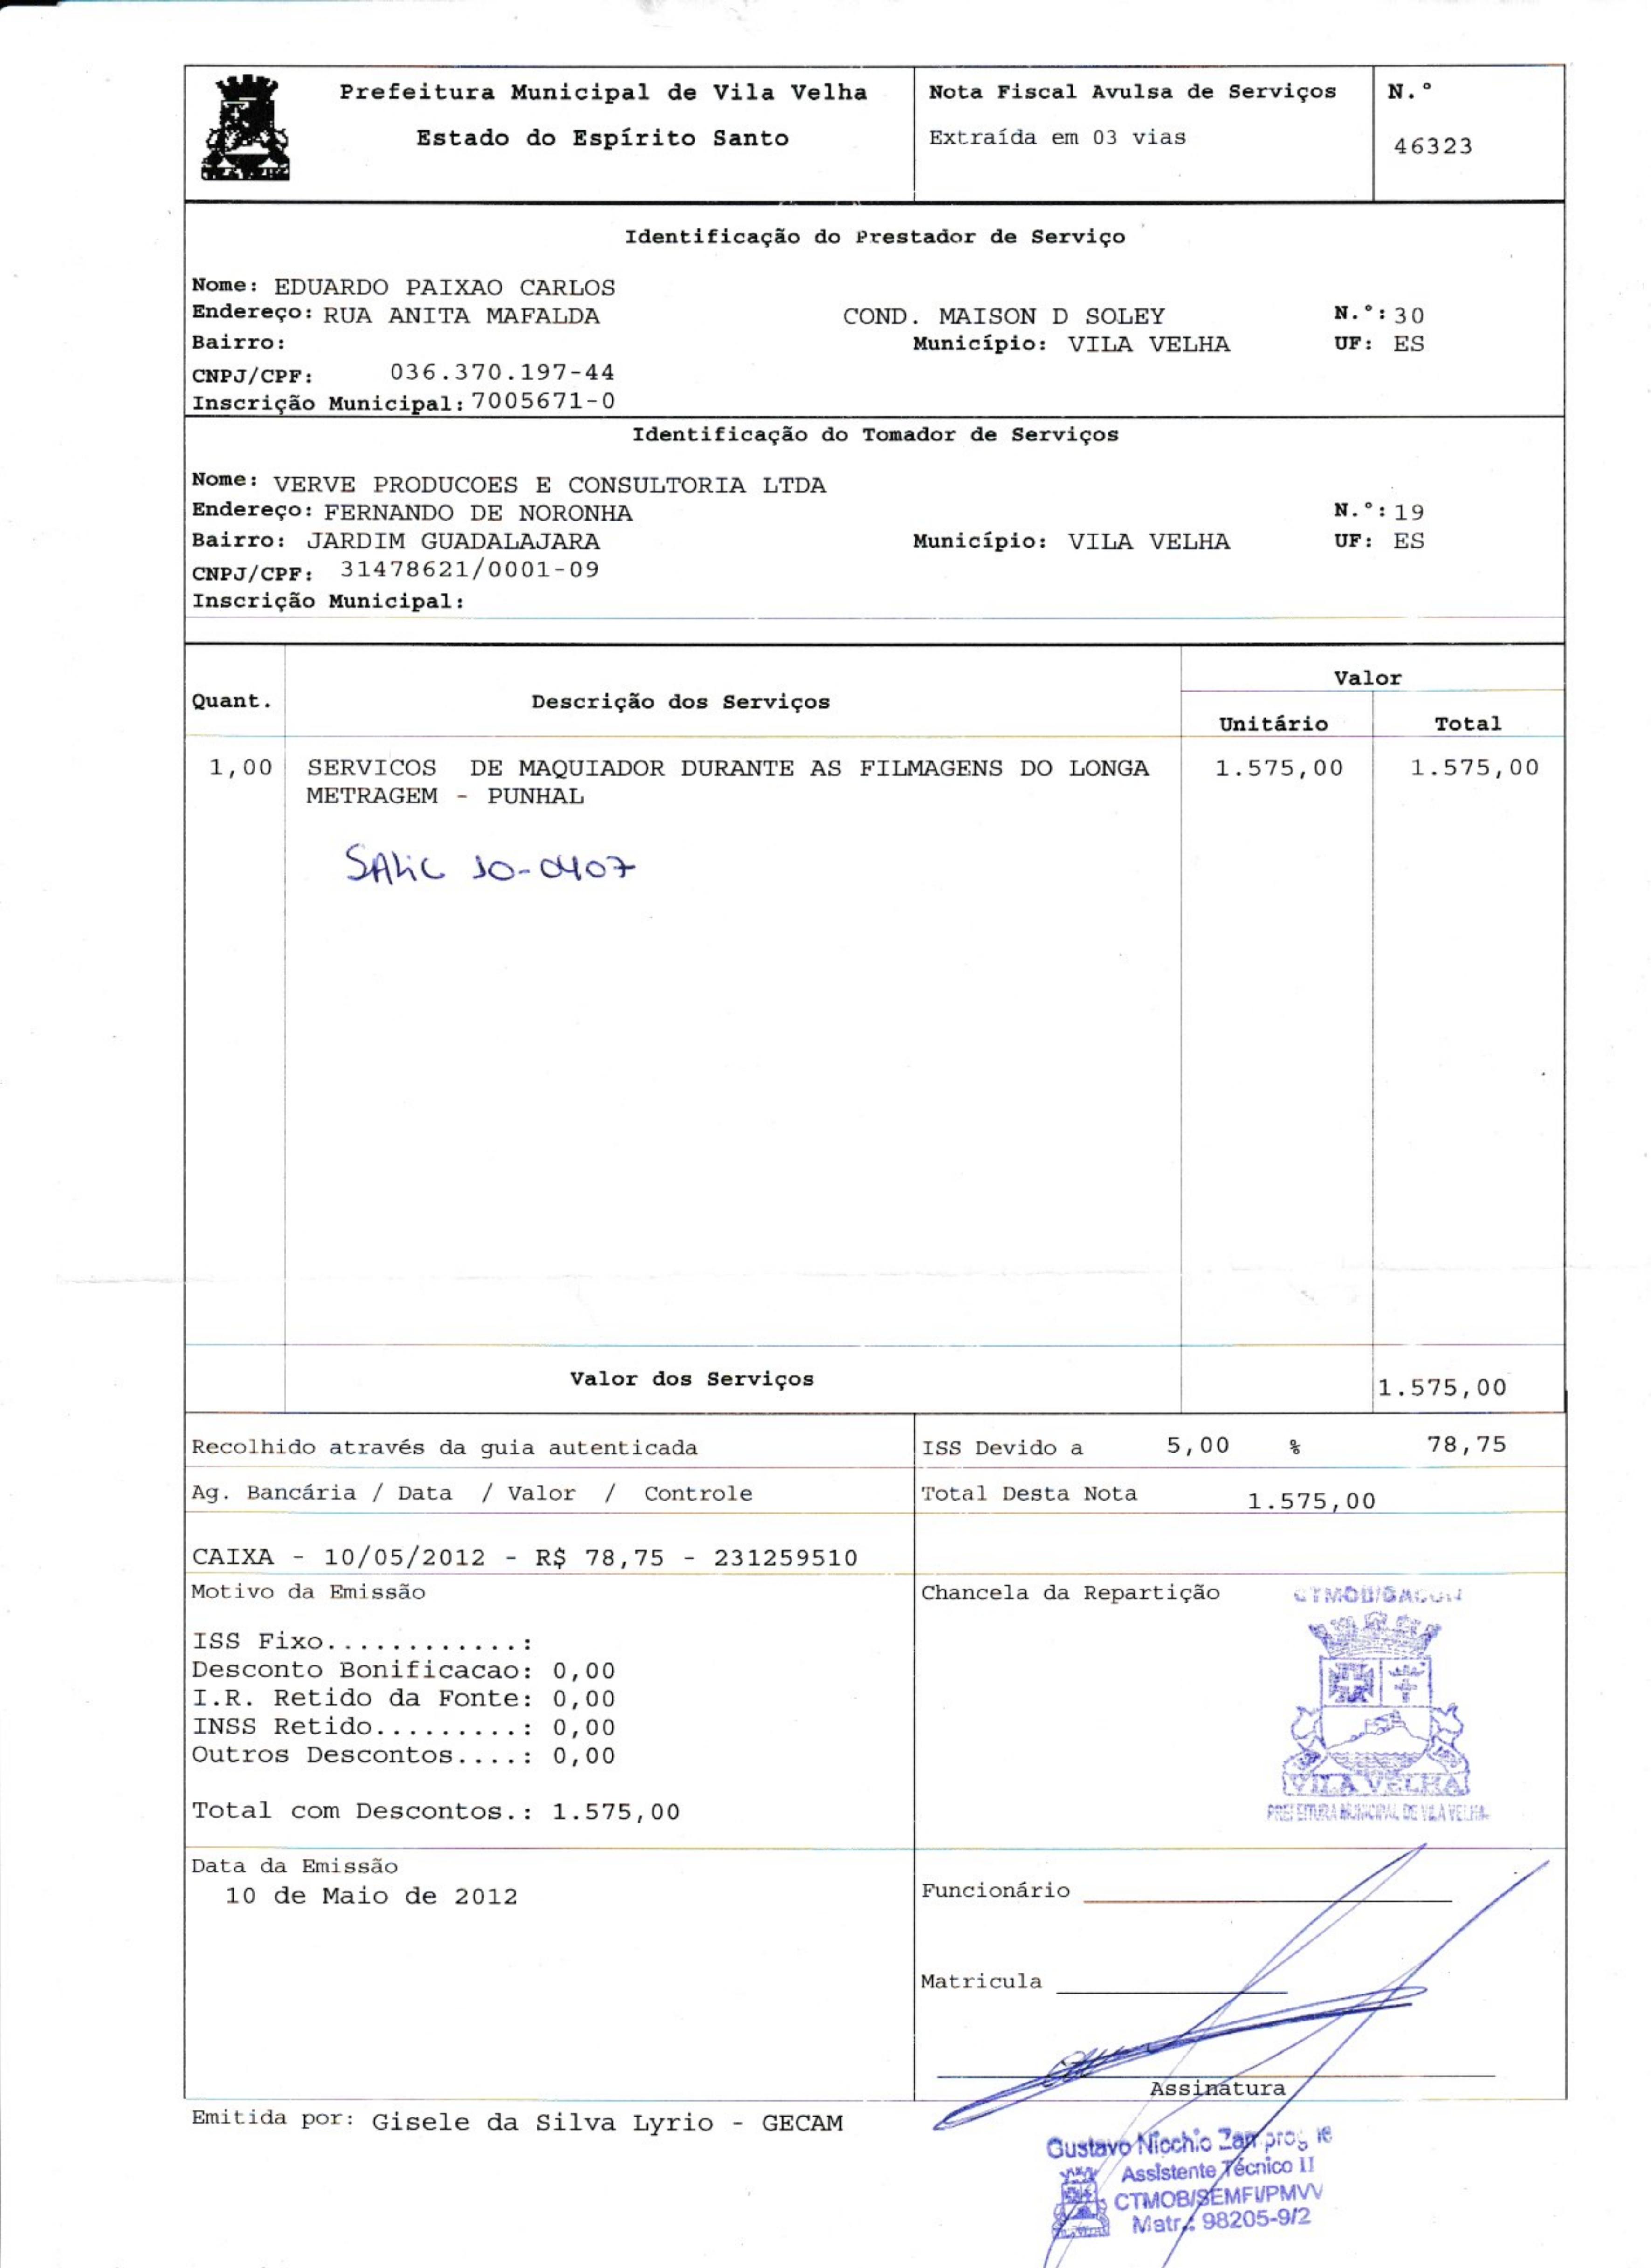 Prefeitura Municipal de Vila Velha
Estado do Espírito Santo
Nota Fiscal Avulsa de Serviços
Extraída em 03 vias
N.º
46323
Identificação do Prestador de Serviço
Nome: EDUARDO PAIXAO CARLOS
Endereço: RUA ANITA MAFALDA COND. MAISON D SOLEY N.º: 30
Bairro: Município: VILA VELHA UF: ES
CNPJ/CPF: 036.370.197-44
Inscrição Municipal: 7005671-0
Identificação do Tomador de Serviços
Nome: VERVE PRODUCOES E CONSULTORIA LTDA
Endereço: FERNANDO DE NORONHA N.º: 19
Bairro: JARDIM GUADALAJARA Município: VILA VELHA UF: ES
CNPJ/CPF: 31478621/0001-09
Inscrição Municipal:
Quant. Descrição dos Serviços Valor
Unitário Total
1,00 SERVICOS DE MAQUIADOR DURANTE AS FILMAGENS DO LONGA 1.575,00 1.575,00
METRAGEM - PUNHAL
SALIC 10-0407
Valor dos Serviços 1.575,00
Recolhido através da guia autenticada ISS Devido a 5,00 % 78,75
Ag. Bancária / Data / Valor / Controle Total Desta Nota 1.575,00
CAIXA - 10/05/2012 - R$ 78,75 - 231259510
Motivo da Emissão Chancela da Repartição
ISS Fixo............:
Desconto Bonificacao: 0,00
I.R. Retido da Fonte: 0,00
INSS Retido.........: 0,00
Outros Descontos....: 0,00
Total com Descontos.: 1.575,00
VILA VELHA
PREFEITURA MUNICIPAL DE VILA VELHA
Data da Emissão
10 de Maio de 2012
Funcionário
Matricula
Assinatura
Emitida por: Gisele da Silva Lyrio - GECAM
Gustavo Nicchio
Assistente Técnico II
CTMOB/SEMFI/PMVV
Matr.: 98205-9/2